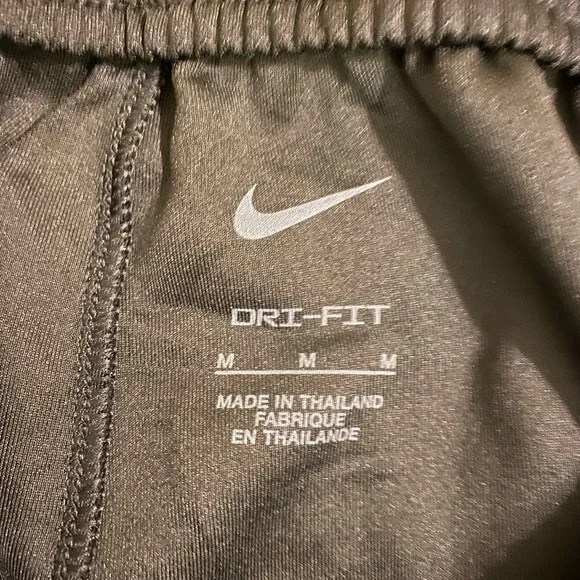 DRI-FIT
M M M
MADE IN THAILAND
FABRIQUE
EN THAILANDE